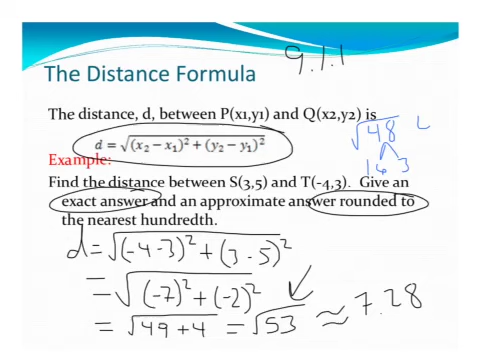 9.1.1
The Distance Formula
The distance, d, between P(x1,y1) and Q(x2,y2) is
d = √(x₂ − x₁)² + (y₂ − y₁)²
√48
16 3
Example:
Find the distance between S(3,5) and T(-4,3). Give an
exact answer and an approximate answer rounded to
the nearest hundredth.
d = √(-4-3)² + (3-5)²
= √(-7)² + (-2)²
= √49+4 = √53 ≈ 7.28